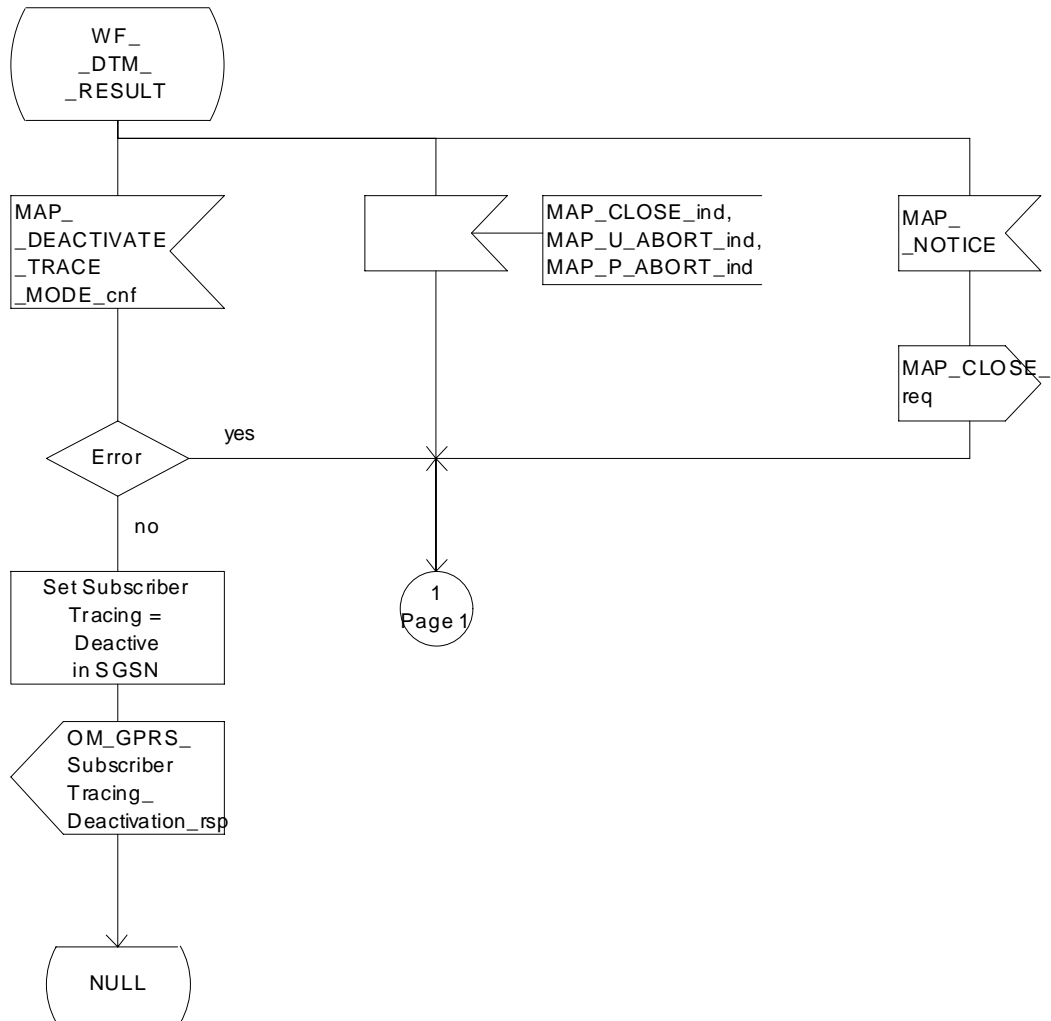 WF_
_DTM_
_RESULT
MAP_
_DEACTIVATE
_TRACE
_MODE_cnf
MAP_CLOSE_ind,
MAP_U_ABORT_ind,
MAP_P_ABORT_ind
MAP_
_NOTICE
MAP_CLOSE_
req
Error
yes
no
Set Subscriber
Tracing =
Deactive
in SGSN
1
Page 1
OM_GPRS_
Subscriber
Tracing_
Deactivation_rsp
NULL